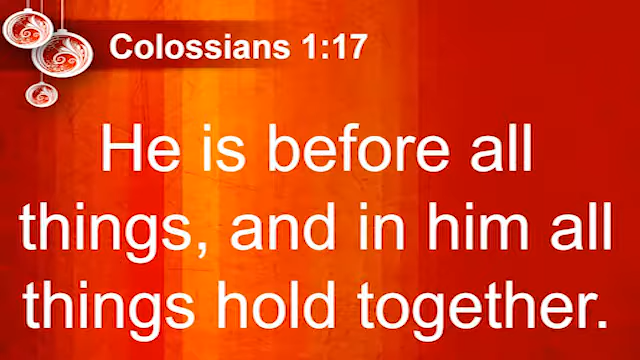 Colossians 1:17
He is before all
things, and in him all
things hold together.